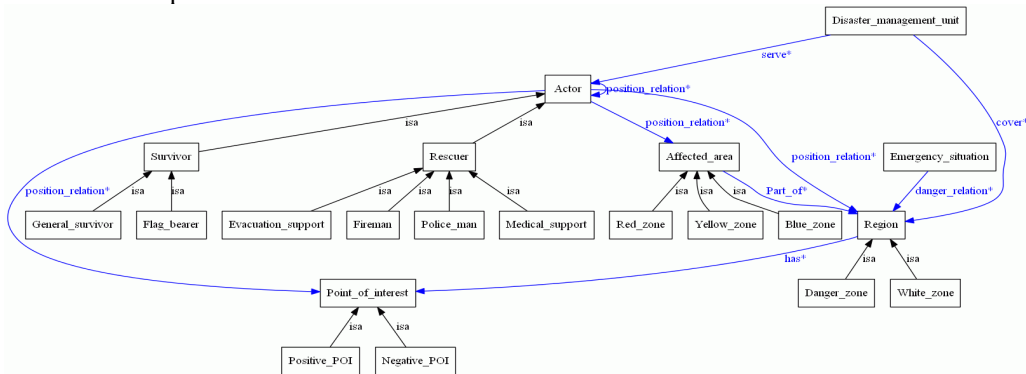 Disaster_management_unit
serve*
Actor
position_relation*
isa
isa
position_relation*
cover*
Survivor
Rescuer
Affected_area
position_relation*
Emergency_situation
position_relation*
isa
isa
isa
isa
isa
isa
isa
isa
isa
Part_of*
danger_relation*
General_survivor
Flag_bearer
Evacuation_support
Fireman
Police_man
Medical_support
Red_zone
Yellow_zone
Blue_zone
Region
has*
isa
isa
Point_of_interest
Danger_zone
White_zone
isa
isa
Positive_POI
Negative_POI